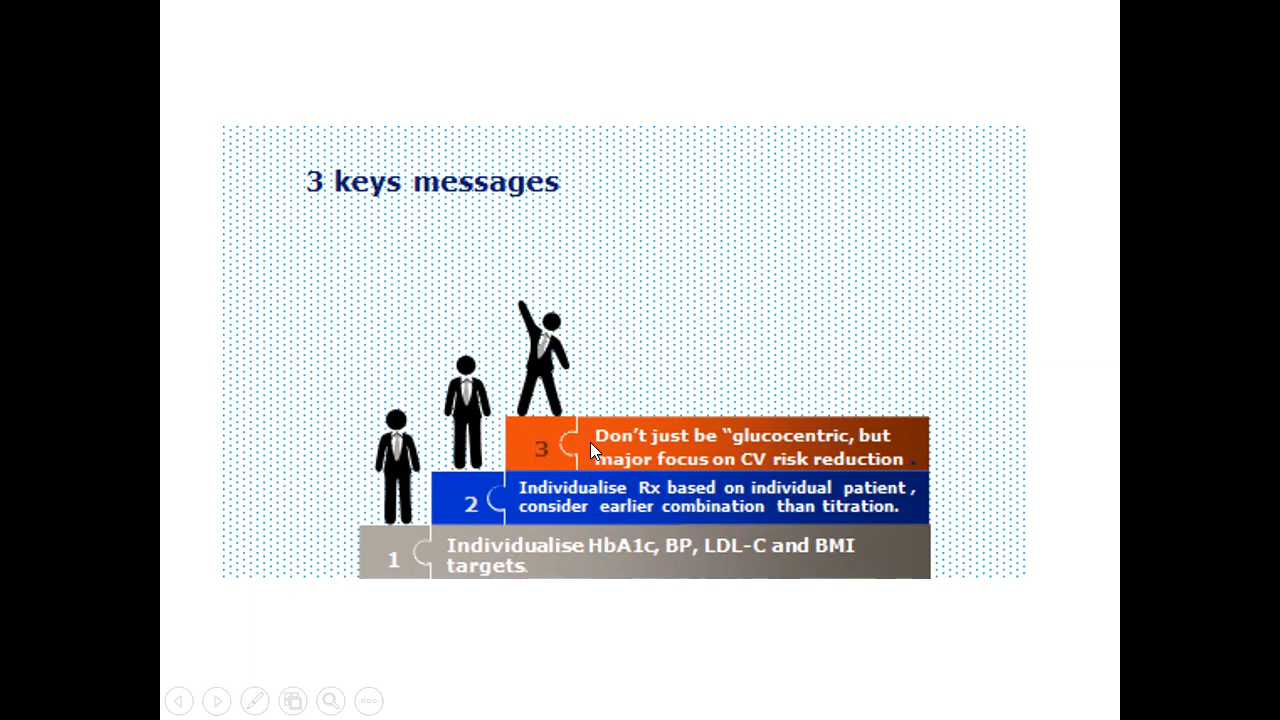 3 keys messages
3
Don’t just be “glucocentric, but
major focus on CV risk reduction .
2
Individualise Rx based on individual patient ,
consider earlier combination than titration.
1
Individualise HbA1c, BP, LDL-C and BMI
targets.